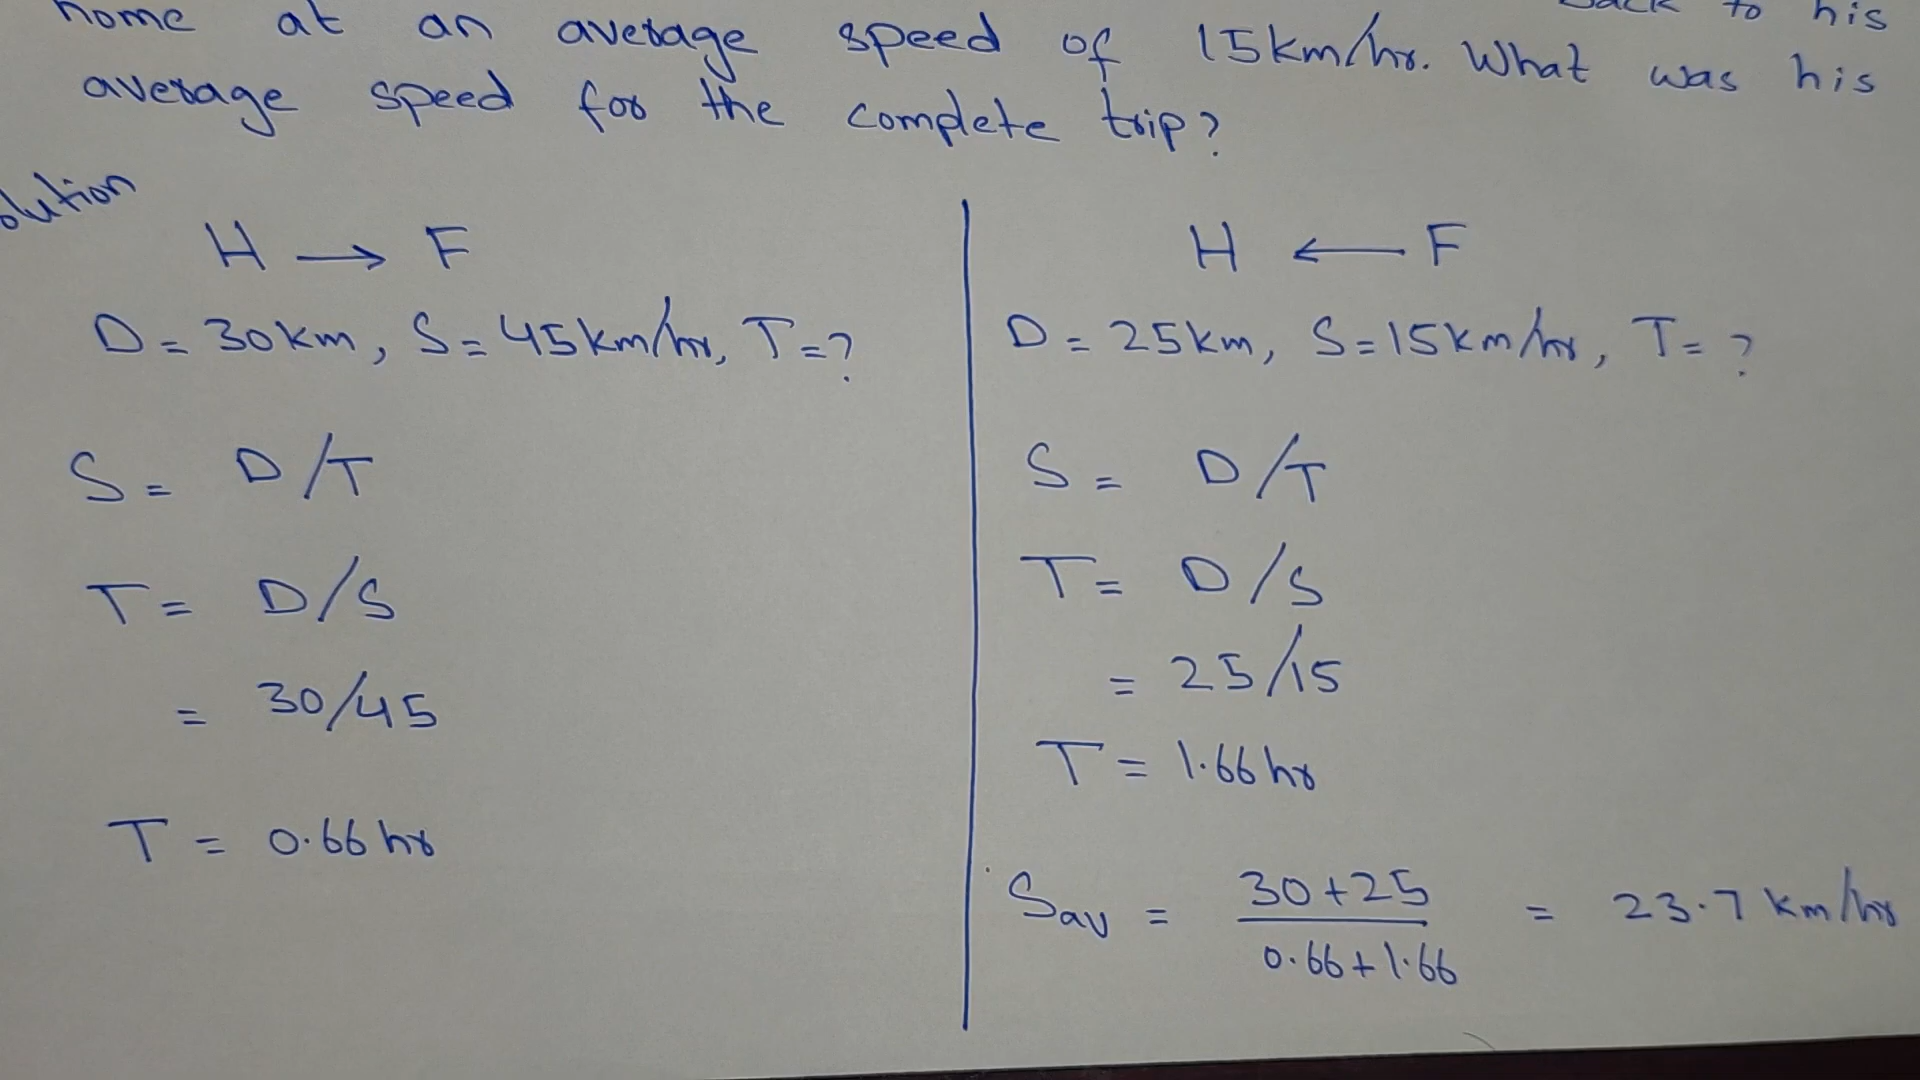 home at an average speed of 15km/hr. What was his
average speed for the complete trip?
H → F
D = 30km, S = 45km/hr, T = ?
S = D/T
T = D/S
= 30/45
T = 0.66 hr
H ← F
D = 25km, S = 15km/hr, T = ?
S = D/T
T = D/S
= 25/15
T = 1.66 hr
Sav = 30+25 / 0.66+1.66 = 23.7 km/hr